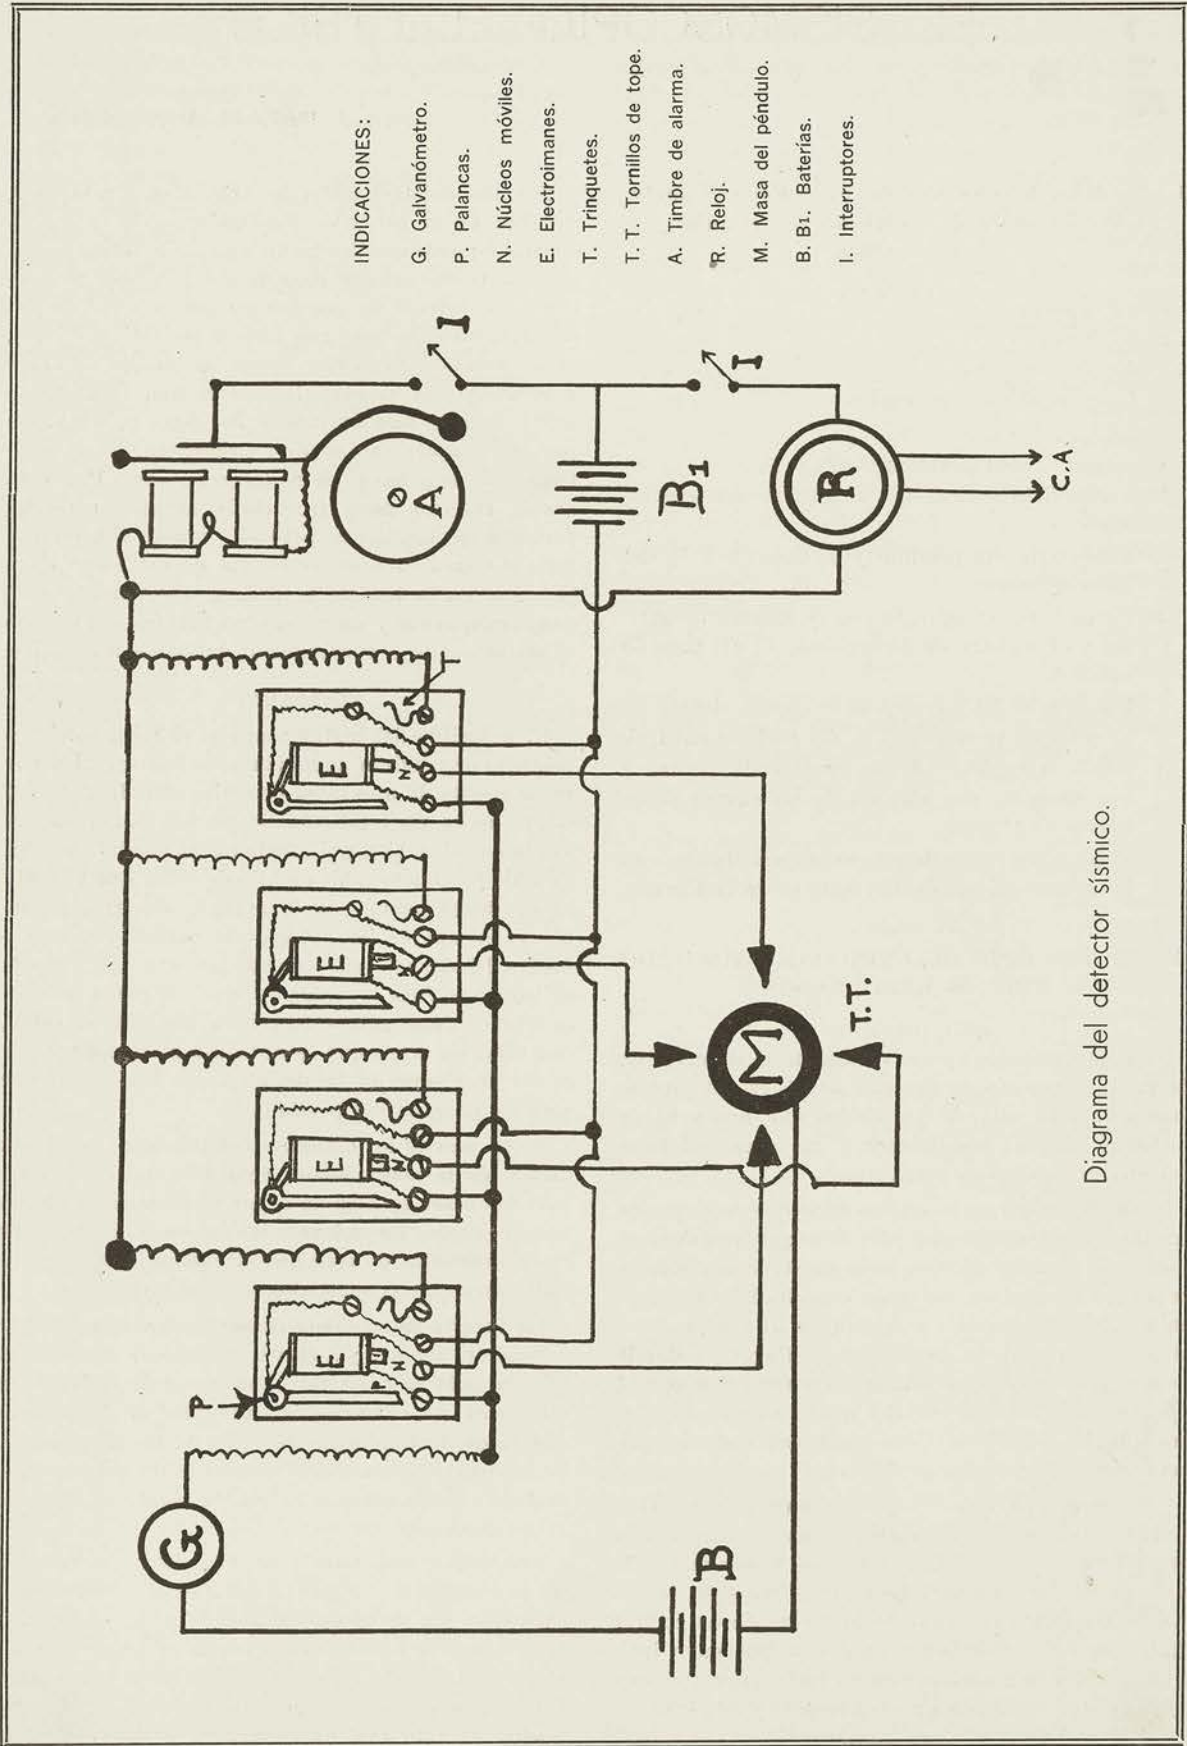 INDICACIONES:
G. Galvanómetro.
P. Palancas.
N. Núcleos móviles.
E. Electroimanes.
T. Trinquetes.
T. T. Tornillos de tope.
A. Timbre de alarma.
R. Reloj.
M. Masa del péndulo.
B. B1. Baterías.
I. Interruptores.
G
P
E
P
N
E
N
E
N
E
N
T
A
I
B1
I
R
C.A
M
T.T.
B
Diagrama del detector sísmico.